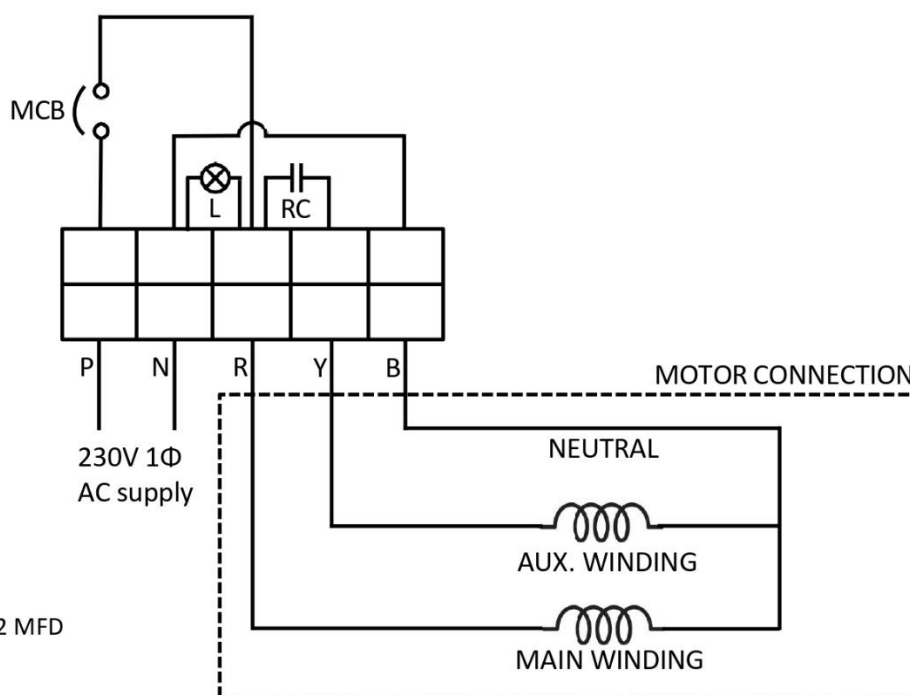 MCB
L
RC
P
N
R
Y
B
MOTOR CONNECTION
230V 1Φ
AC supply
NEUTRAL
AUX. WINDING
2 MFD
MAIN WINDING